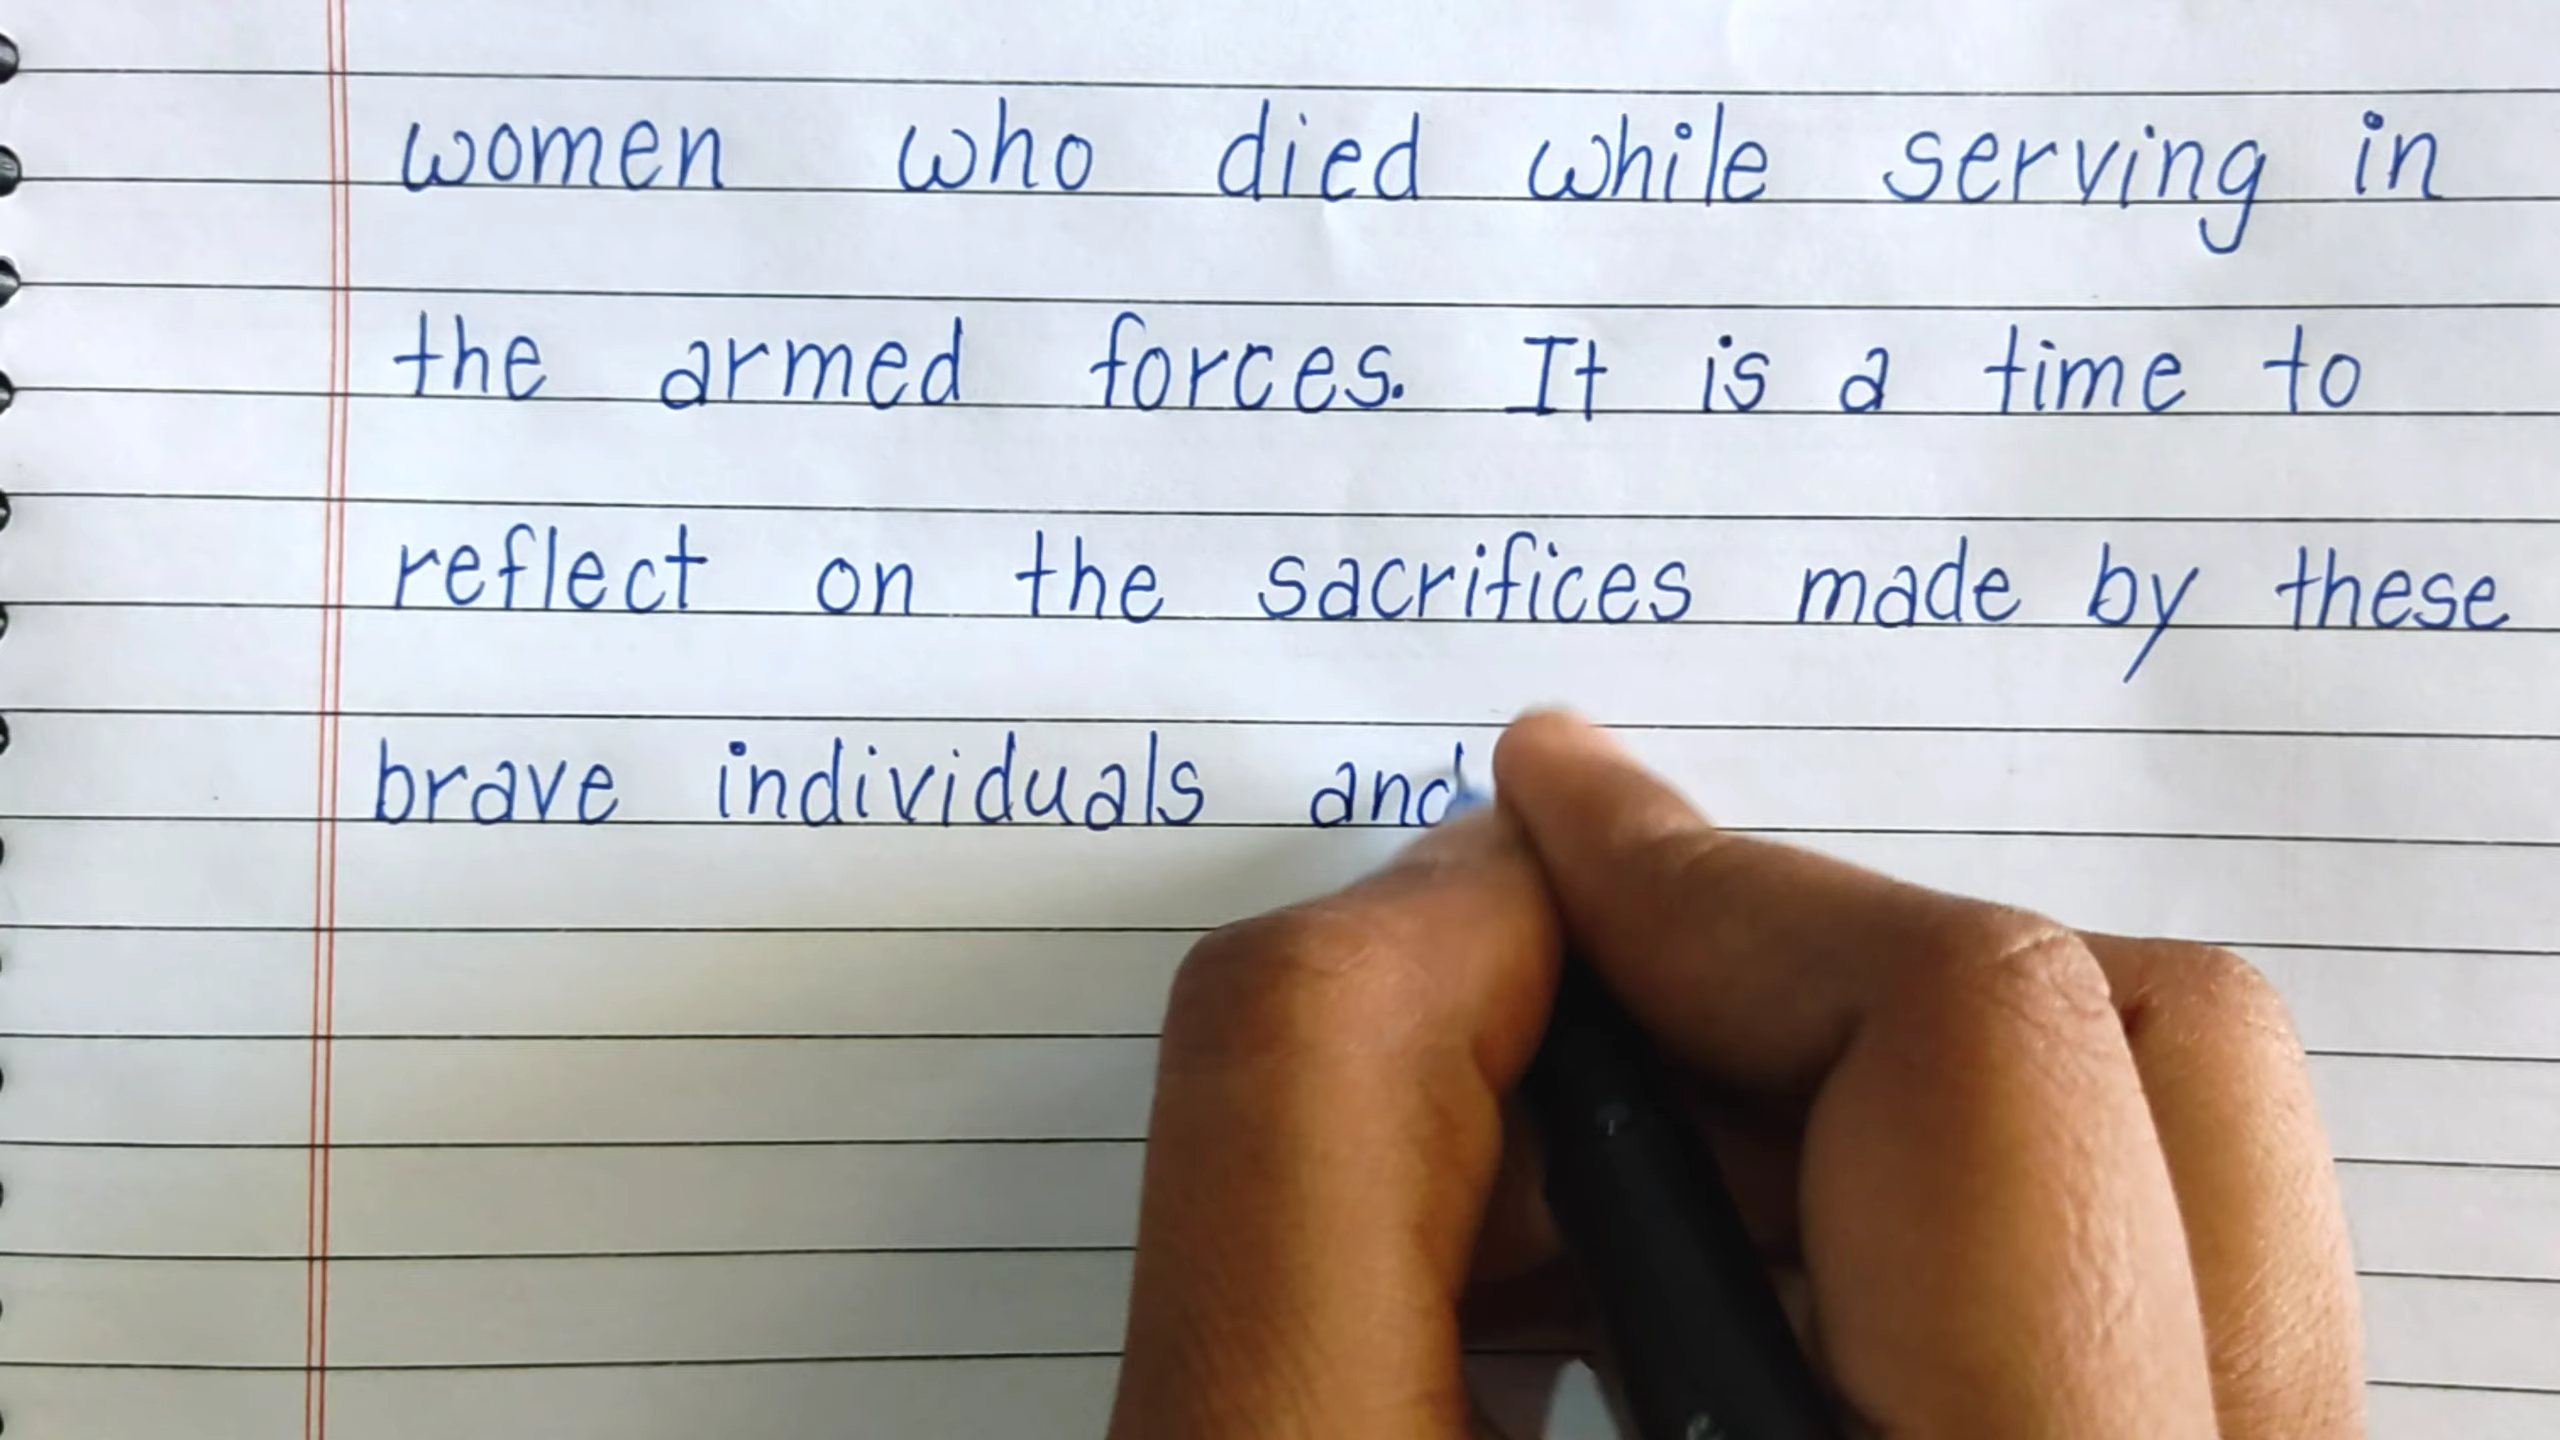 women who died while serving in
the armed forces. It is a time to
reflect on the sacrifices made by these
brave individuals and